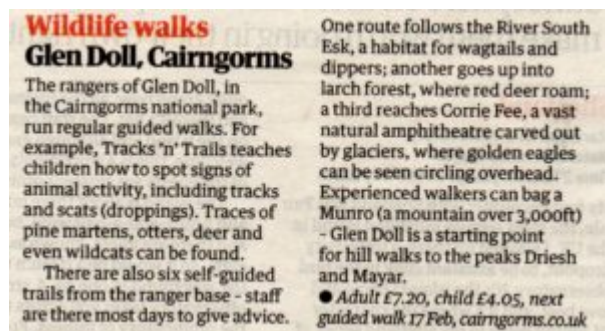 Wildlife walks
Glen Doll, Cairngorms
The rangers of Glen Doll, in
the Cairngorms national park,
run regular guided walks. For
example, Tracks 'n' Trails teaches
children how to spot signs of
animal activity, including tracks
and scats (droppings). Traces of
pine martens, otters, deer and
even wildcats can be found.
There are also six self-guided
trails from the ranger base - staff
are there most days to give advice.
One route follows the River South
Esk, a habitat for wagtails and
dippers; another goes up into
larch forest, where red deer roam;
a third reaches Corrie Fee, a vast
natural amphitheatre carved out
by glaciers, where golden eagles
can be seen circling overhead.
Experienced walkers can bag a
Munro (a mountain over 3,000ft)
- Glen Doll is a starting point
for hill walks to the peaks Driesh
and Mayar.
● Adult £7.20, child £4.05, next
guided walk 17 Feb, cairngorms.co.uk